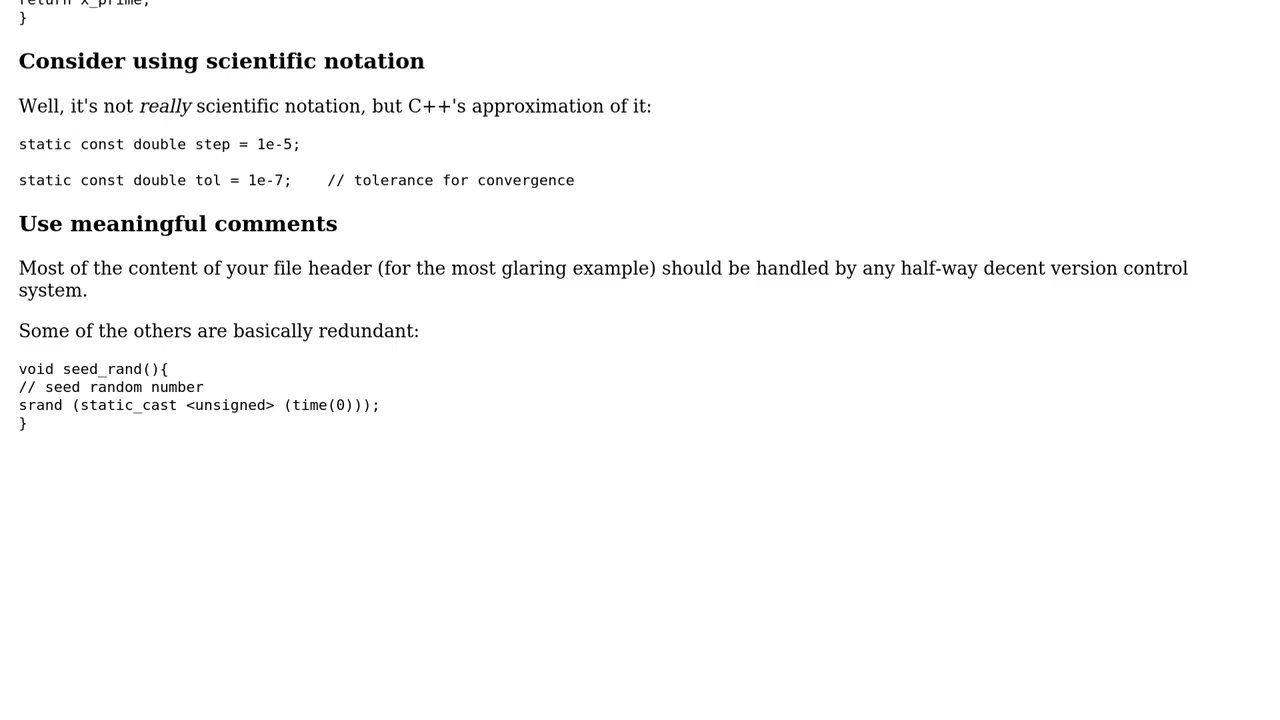 return x_prime;
}
Consider using scientific notation
Well, it's not really scientific notation, but C++'s approximation of it:
static const double step = 1e-5;
static const double tol = 1e-7;    // tolerance for convergence
Use meaningful comments
Most of the content of your file header (for the most glaring example) should be handled by any half-way decent version control
system.
Some of the others are basically redundant:
void seed_rand(){
// seed random number
srand (static_cast <unsigned> (time(0)));
}